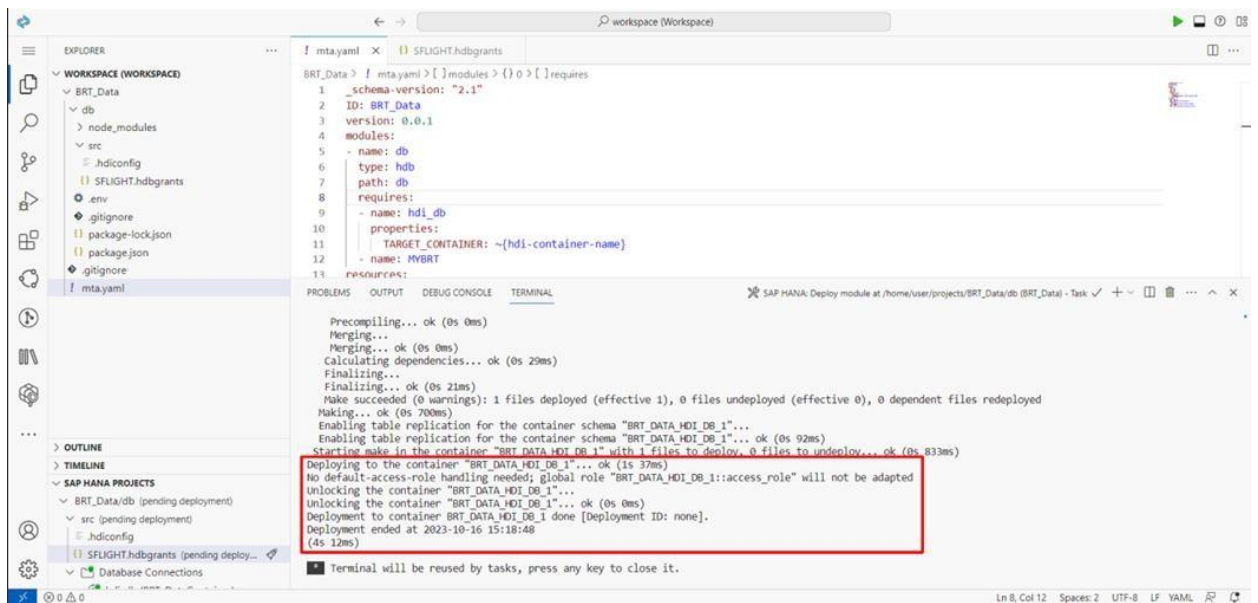 workspace (Workspace)
EXPLORER
mta.yaml
SFLIGHT.hdbgrants
WORKSPACE (WORKSPACE)
BRT_Data
db
node_modules
src
.hdiconfig
SFLIGHT.hdbgrants
.env
.gitignore
package-lock.json
package.json
.gitignore
mta.yaml
OUTLINE
TIMELINE
SAP HANA PROJECTS
BRT_Data/db (pending deployment)
src (pending deployment)
.hdiconfig
SFLIGHT.hdbgrants (pending deploy...
Database Connections
BRT_Data > ! mta.yaml > [ ] modules > {} 0 > [ ] requires
1 _schema-version: "2.1"
2 ID: BRT_Data
3 version: 0.0.1
4 modules:
5 - name: db
6 type: hdb
7 path: db
8 requires:
9 - name: hdi_db
10 properties:
11 TARGET_CONTAINER: ~{hdi-container-name}
12 - name: MYBRT
13 resources:
PROBLEMS OUTPUT DEBUG CONSOLE TERMINAL
SAP HANA: Deploy module at /home/user/projects/BRT_Data/db (BRT_Data) - Task
Precompiling... ok (0s 0ms)
Merging...
Merging... ok (0s 0ms)
Calculating dependencies... ok (0s 29ms)
Finalizing...
Finalizing... ok (0s 21ms)
Make succeeded (0 warnings): 1 files deployed (effective 1), 0 files undeployed (effective 0), 0 dependent files redeployed
Making... ok (0s 700ms)
Enabling table replication for the container schema "BRT_DATA_HDI_DB_1"...
Enabling table replication for the container schema "BRT_DATA_HDI_DB_1"... ok (0s 92ms)
Starting make in the container "BRT_DATA_HDI_DB_1" with 1 files to deploy, 0 files to undeploy... ok (0s 833ms)
Deploying to the container "BRT_DATA_HDI_DB_1"... ok (1s 37ms)
No default-access-role handling needed; global role "BRT_DATA_HDI_DB_1::access_role" will not be adapted
Unlocking the container "BRT_DATA_HDI_DB_1"...
Unlocking the container "BRT_DATA_HDI_DB_1"... ok (0s 0ms)
Deployment to container BRT_DATA_HDI_DB_1 done [Deployment ID: none].
Deployment ended at 2023-10-16 15:18:48
(4s 12ms)
* Terminal will be reused by tasks, press any key to close it.
0 0
Ln 8, Col 12 Spaces: 2 UTF-8 LF YAML